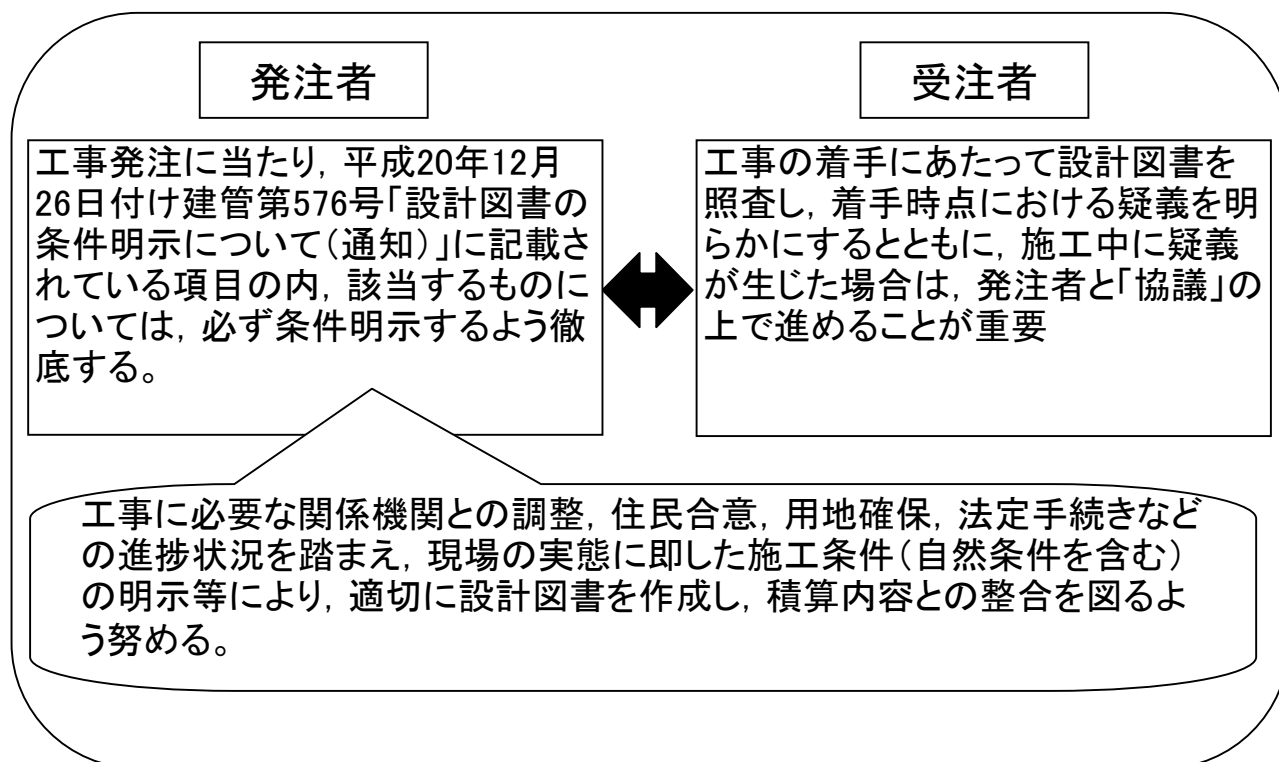 発注者
工事発注に当たり，平成20年12月
26日付け建管第576号「設計図書の
条件明示について（通知）」に記載さ
れている項目の内，該当するものに
ついては，必ず条件明示するよう徹
底する。
受注者
工事の着手にあたって設計図書を
照査し，着手時点における疑義を明
らかにするとともに，施工中に疑義
が生じた場合は，発注者と「協議」の
上で進めることが重要
工事に必要な関係機関との調整，住民合意，用地確保，法定手続きなど
の進捗状況を踏まえ，現場の実態に即した施工条件（自然条件を含む）
の明示等により，適切に設計図書を作成し，積算内容との整合を図るよ
う努める。